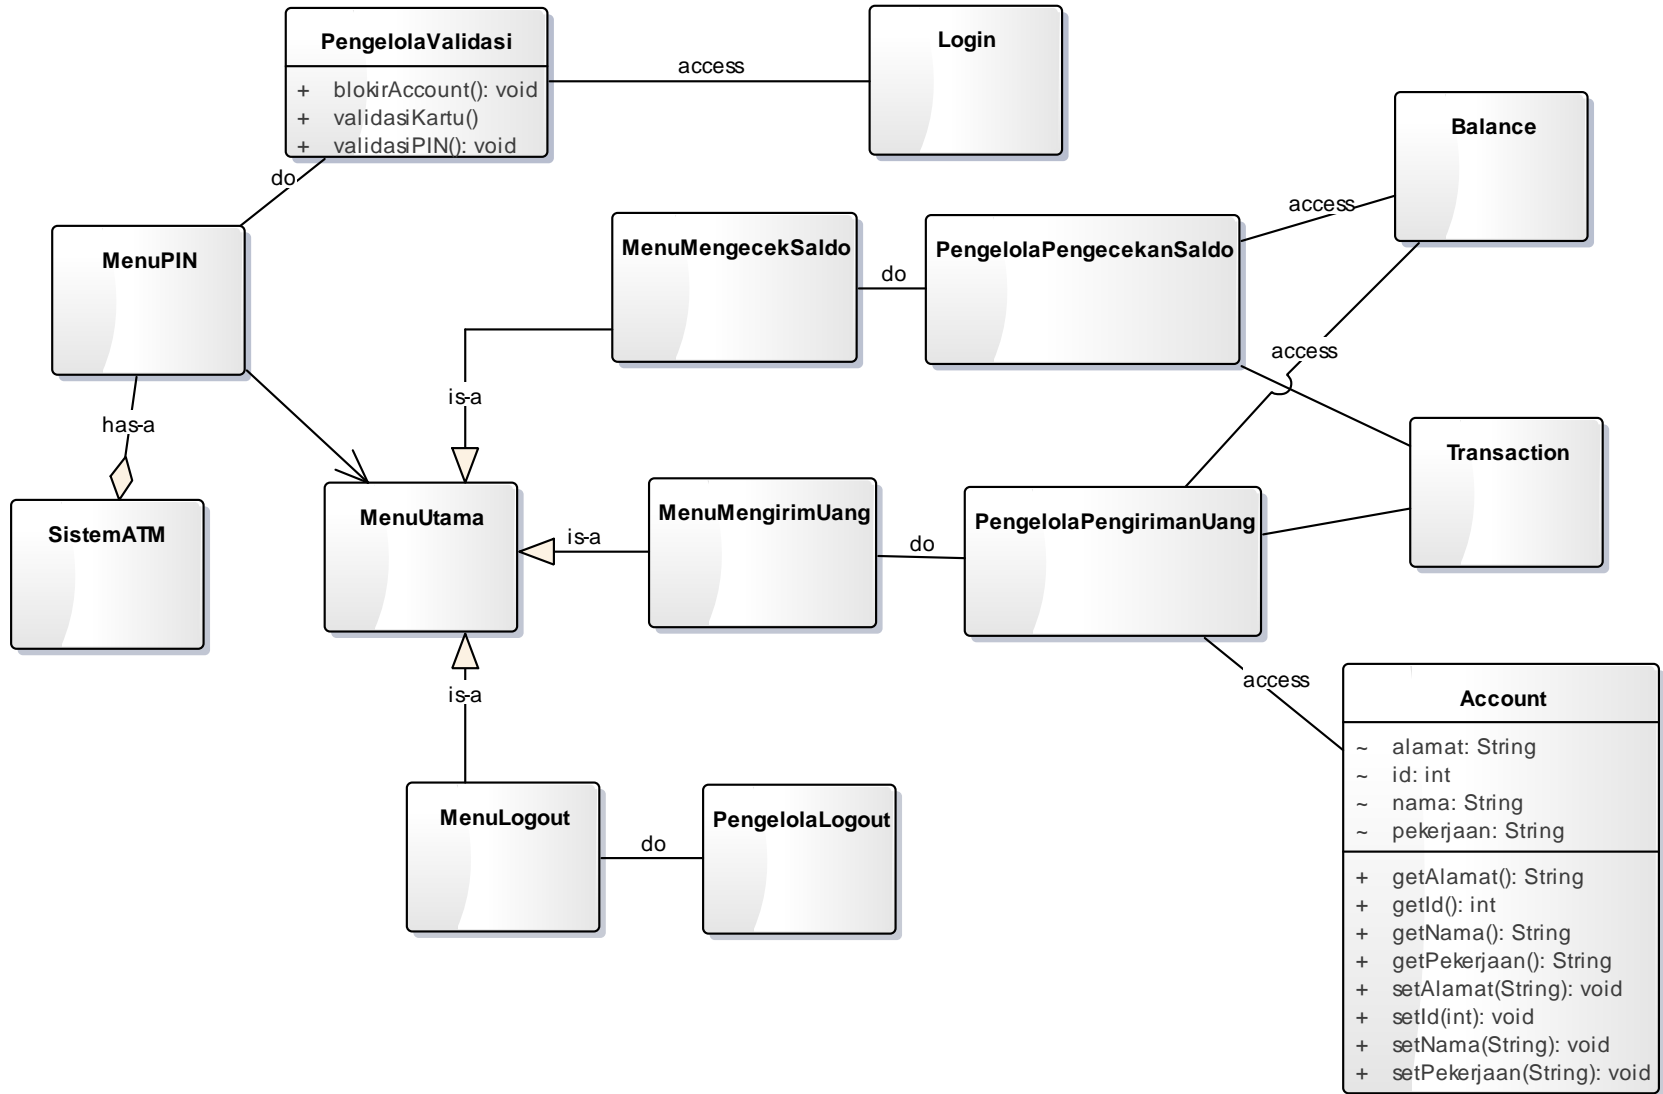 PengelolaValidasi
+ blokirAccount(): void
+ validasiKartu()
+ validasiPIN(): void
access
Login
Balance
do
MenuPIN
MenuMengecekSaldo
do
PengelolaPengecekanSaldo
access
access
has-a
is-a
SistemATM
MenuUtama
is-a
MenuMengirimUang
do
PengelolaPengirimanUang
Transaction
is-a
access
MenuLogout
do
PengelolaLogout
Account
~ alamat: String
~ id: int
~ nama: String
~ pekerjaan: String
+ getAlamat(): String
+ getId(): int
+ getNama(): String
+ getPekerjaan(): String
+ setAlamat(String): void
+ setId(int): void
+ setNama(String): void
+ setPekerjaan(String): void